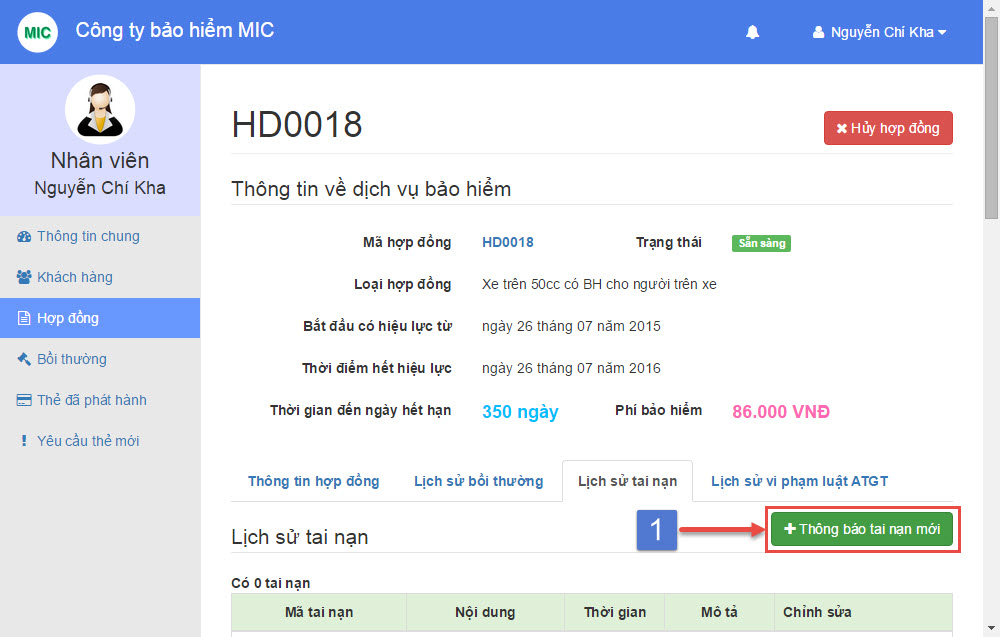 MIC
Công ty bảo hiểm MIC
Nguyễn Chí Kha
Nhân viên
Nguyễn Chí Kha
Thông tin chung
Khách hàng
Hợp đồng
Bồi thường
Thẻ đã phát hành
Yêu cầu thẻ mới
HD0018
Hủy hợp đồng
Thông tin về dịch vụ bảo hiểm
Mã hợp đồng HD0018 Trạng thái Sẵn sàng
Loại hợp đồng Xe trên 50cc có BH cho người trên xe
Bắt đầu có hiệu lực từ ngày 26 tháng 07 năm 2015
Thời điểm hết hiệu lực ngày 26 tháng 07 năm 2016
Thời gian đến ngày hết hạn 350 ngày Phí bảo hiểm 86.000 VNĐ
Thông tin hợp đồng Lịch sử bồi thường Lịch sử tai nạn Lịch sử vi phạm luật ATGT
Lịch sử tai nạn 1 Thông báo tai nạn mới
Có 0 tai nạn
Mã tai nạn Nội dung Thời gian Mô tả Chỉnh sửa